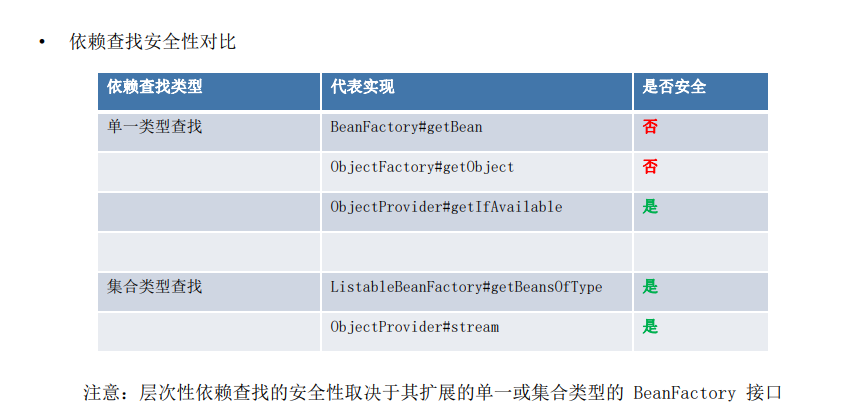 • 依赖查找安全性对比
依赖查找类型 代表实现 是否安全
单一类型查找 BeanFactory#getBean 否
ObjectFactory#getObject 否
ObjectProvider#getIfAvailable 是
集合类型查找 ListableBeanFactory#getBeansOfType 是
ObjectProvider#stream 是
注意：层次性依赖查找的安全性取决于其扩展的单一或集合类型的 BeanFactory 接口